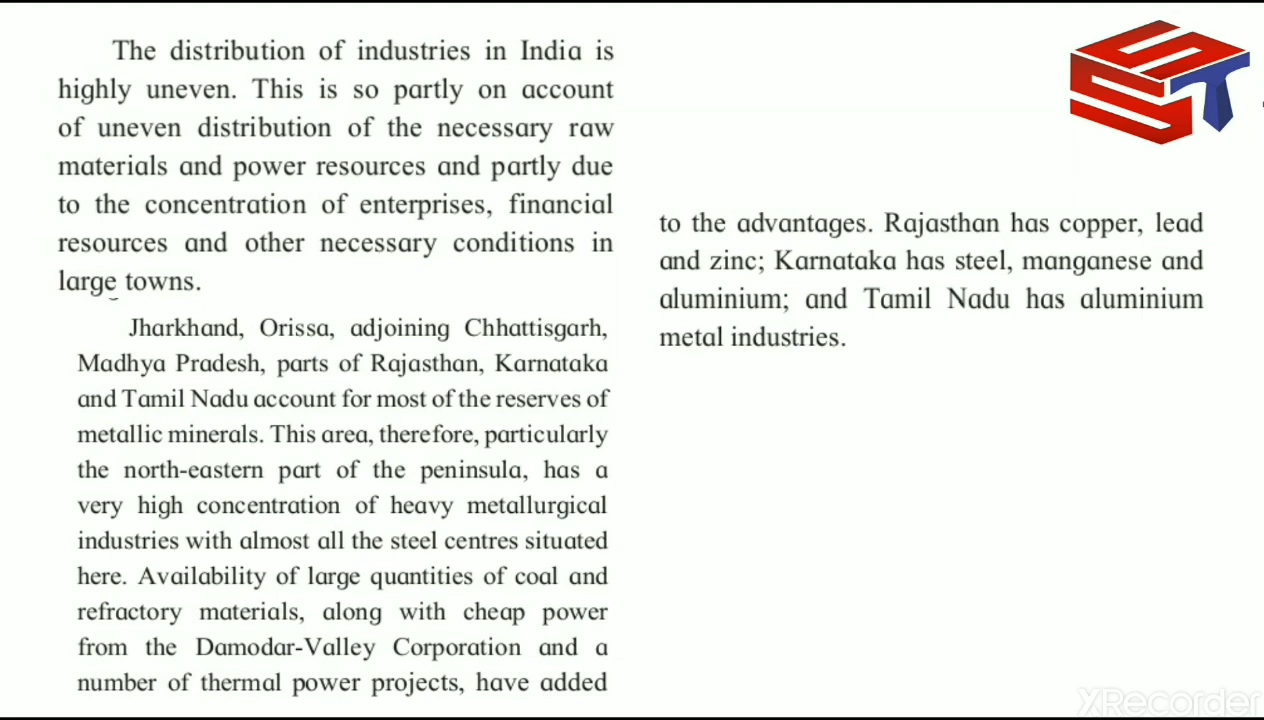 The distribution of industries in India is
highly uneven. This is so partly on account
of uneven distribution of the necessary raw
materials and power resources and partly due
to the concentration of enterprises, financial
resources and other necessary conditions in
large towns.
Jharkhand, Orissa, adjoining Chhattisgarh,
Madhya Pradesh, parts of Rajasthan, Karnataka
and Tamil Nadu account for most of the reserves of
metallic minerals. This area, therefore, particularly
the north-eastern part of the peninsula, has a
very high concentration of heavy metallurgical
industries with almost all the steel centres situated
here. Availability of large quantities of coal and
refractory materials, along with cheap power
from the Damodar-Valley Corporation and a
number of thermal power projects, have added
to the advantages. Rajasthan has copper, lead
and zinc; Karnataka has steel, manganese and
aluminium; and Tamil Nadu has aluminium
metal industries.
SST
XRecorder